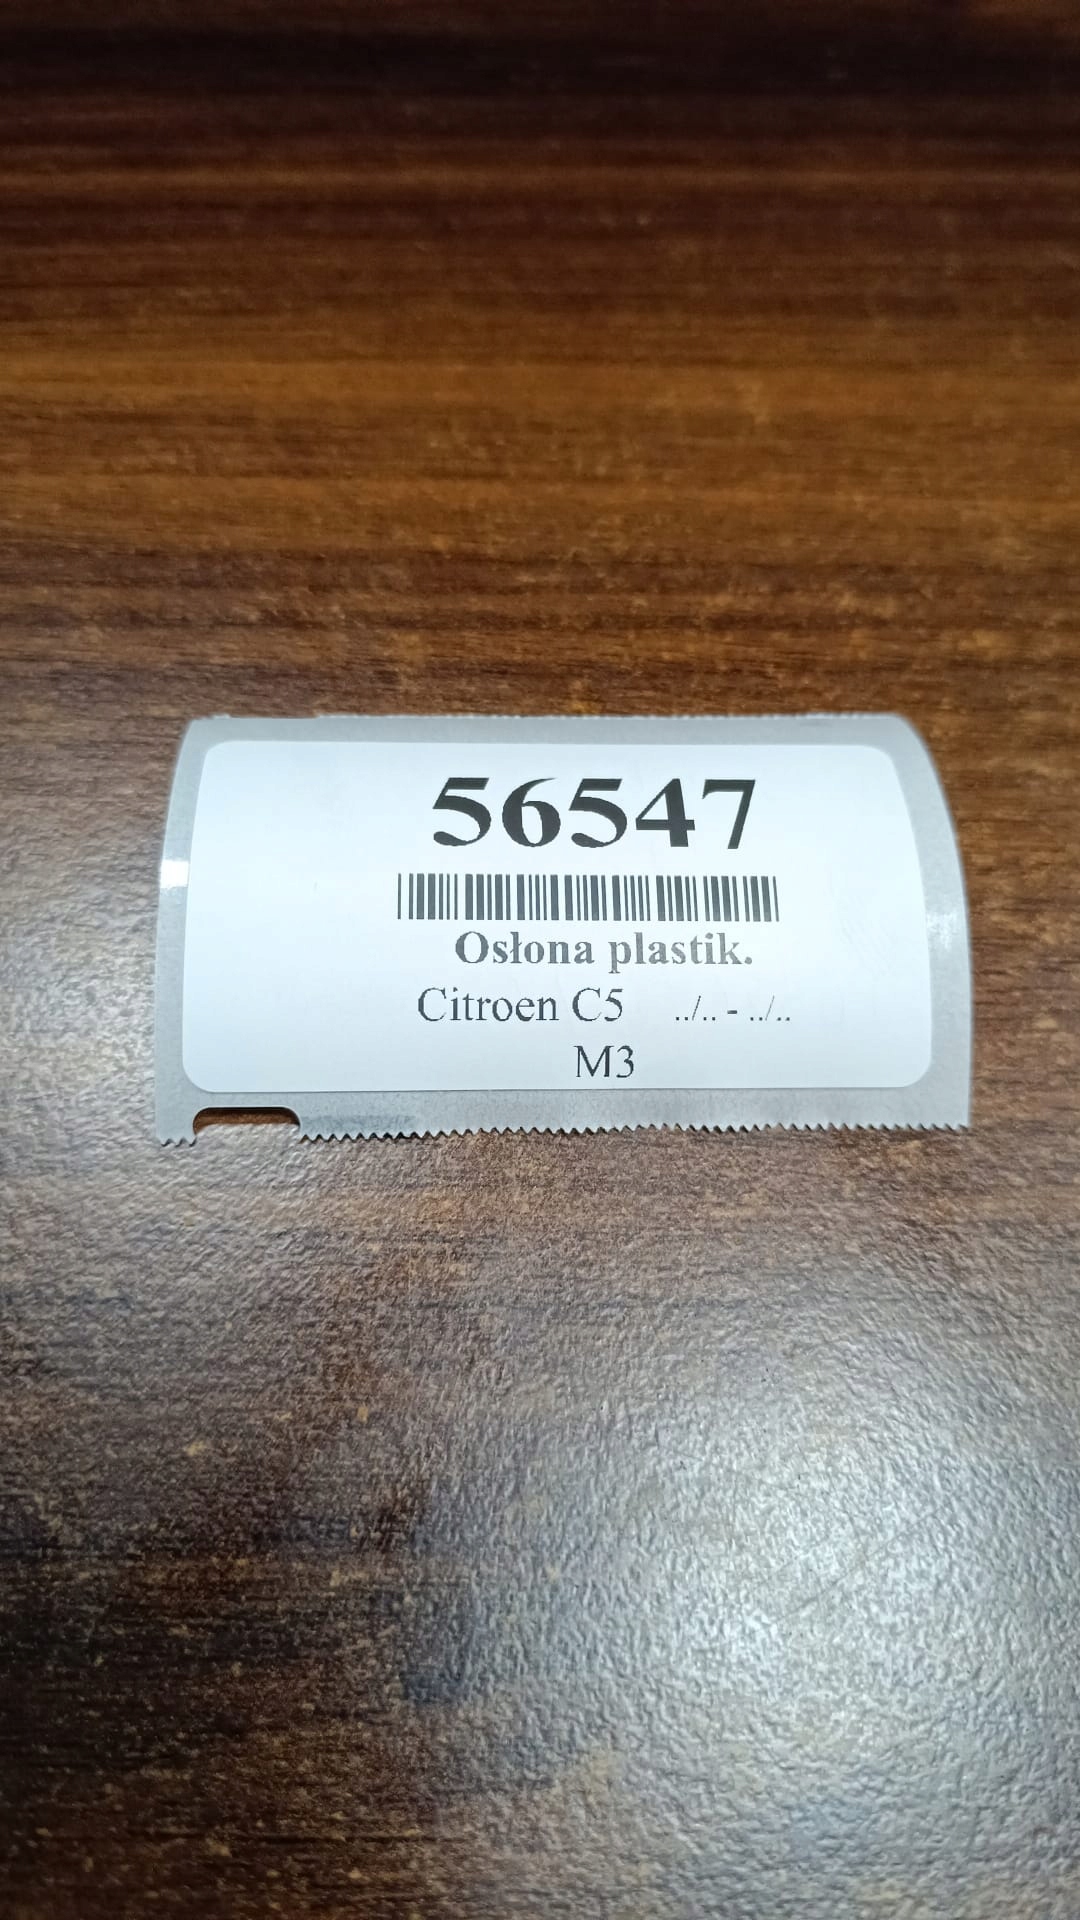 56547
Osłona plastik.
Citroen C5 ../.. - ../..
M3